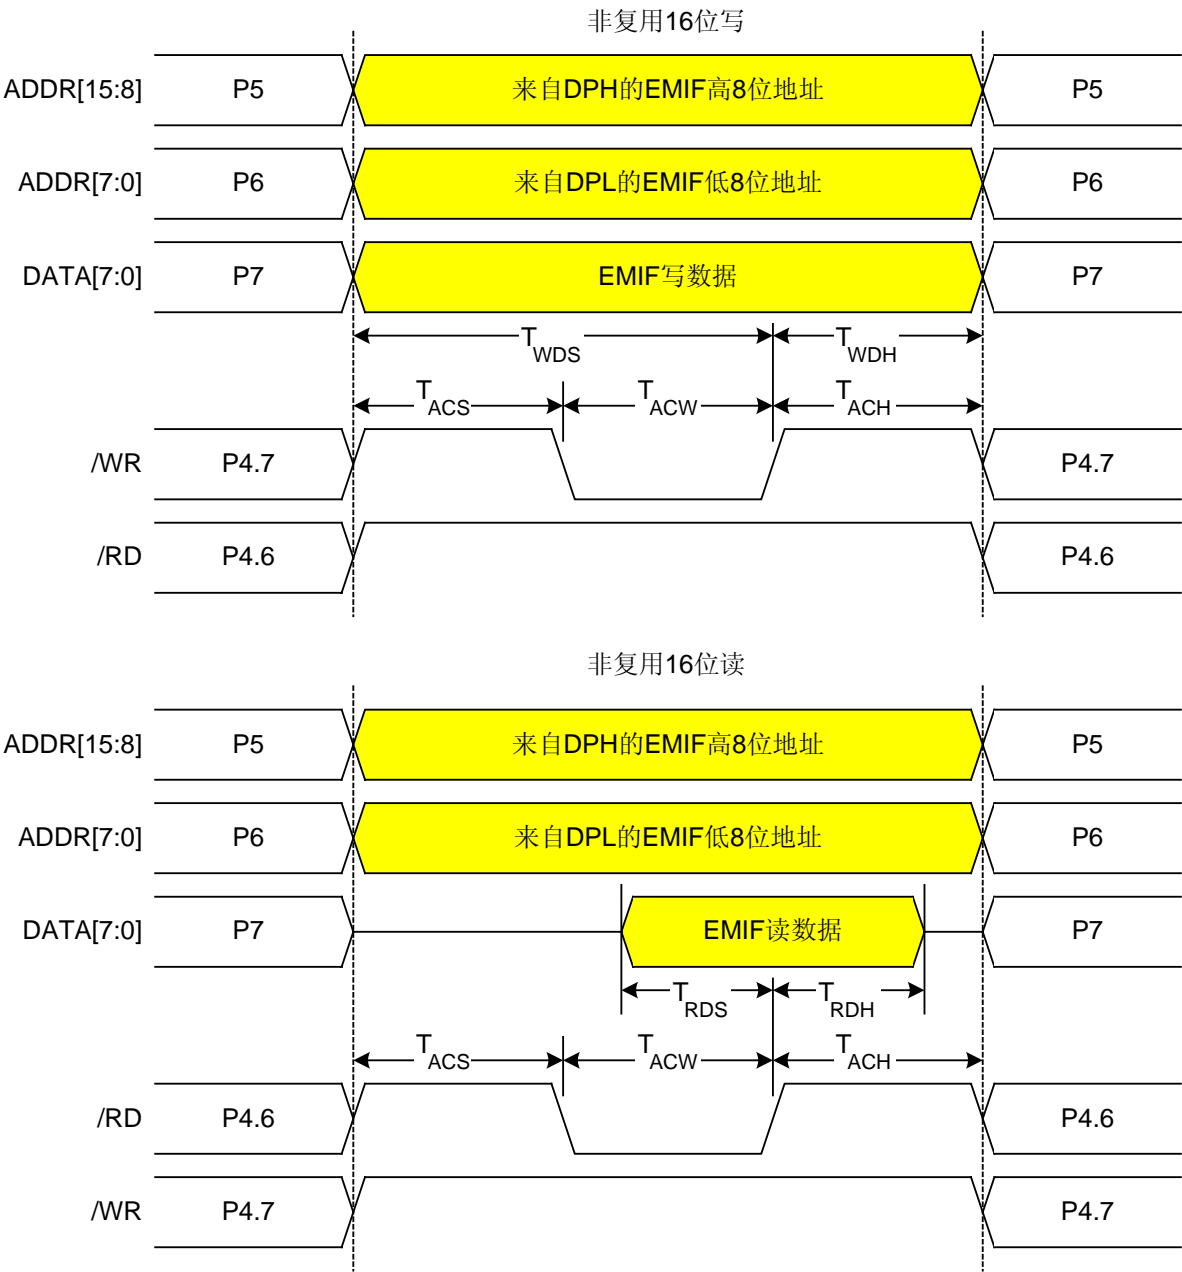 非复用16位写
ADDR[15:8] P5 来自DPH的EMIF高8位地址 P5
ADDR[7:0] P6 来自DPL的EMIF低8位地址 P6
DATA[7:0] P7 EMIF写数据 P7
TWDS TWDH
TACS TACW TACH
/WR P4.7 P4.7
/RD P4.6 P4.6
非复用16位读
ADDR[15:8] P5 来自DPH的EMIF高8位地址 P5
ADDR[7:0] P6 来自DPL的EMIF低8位地址 P6
DATA[7:0] P7 EMIF读数据 P7
TRDS TRDH
TACS TACW TACH
/RD P4.6 P4.6
/WR P4.7 P4.7